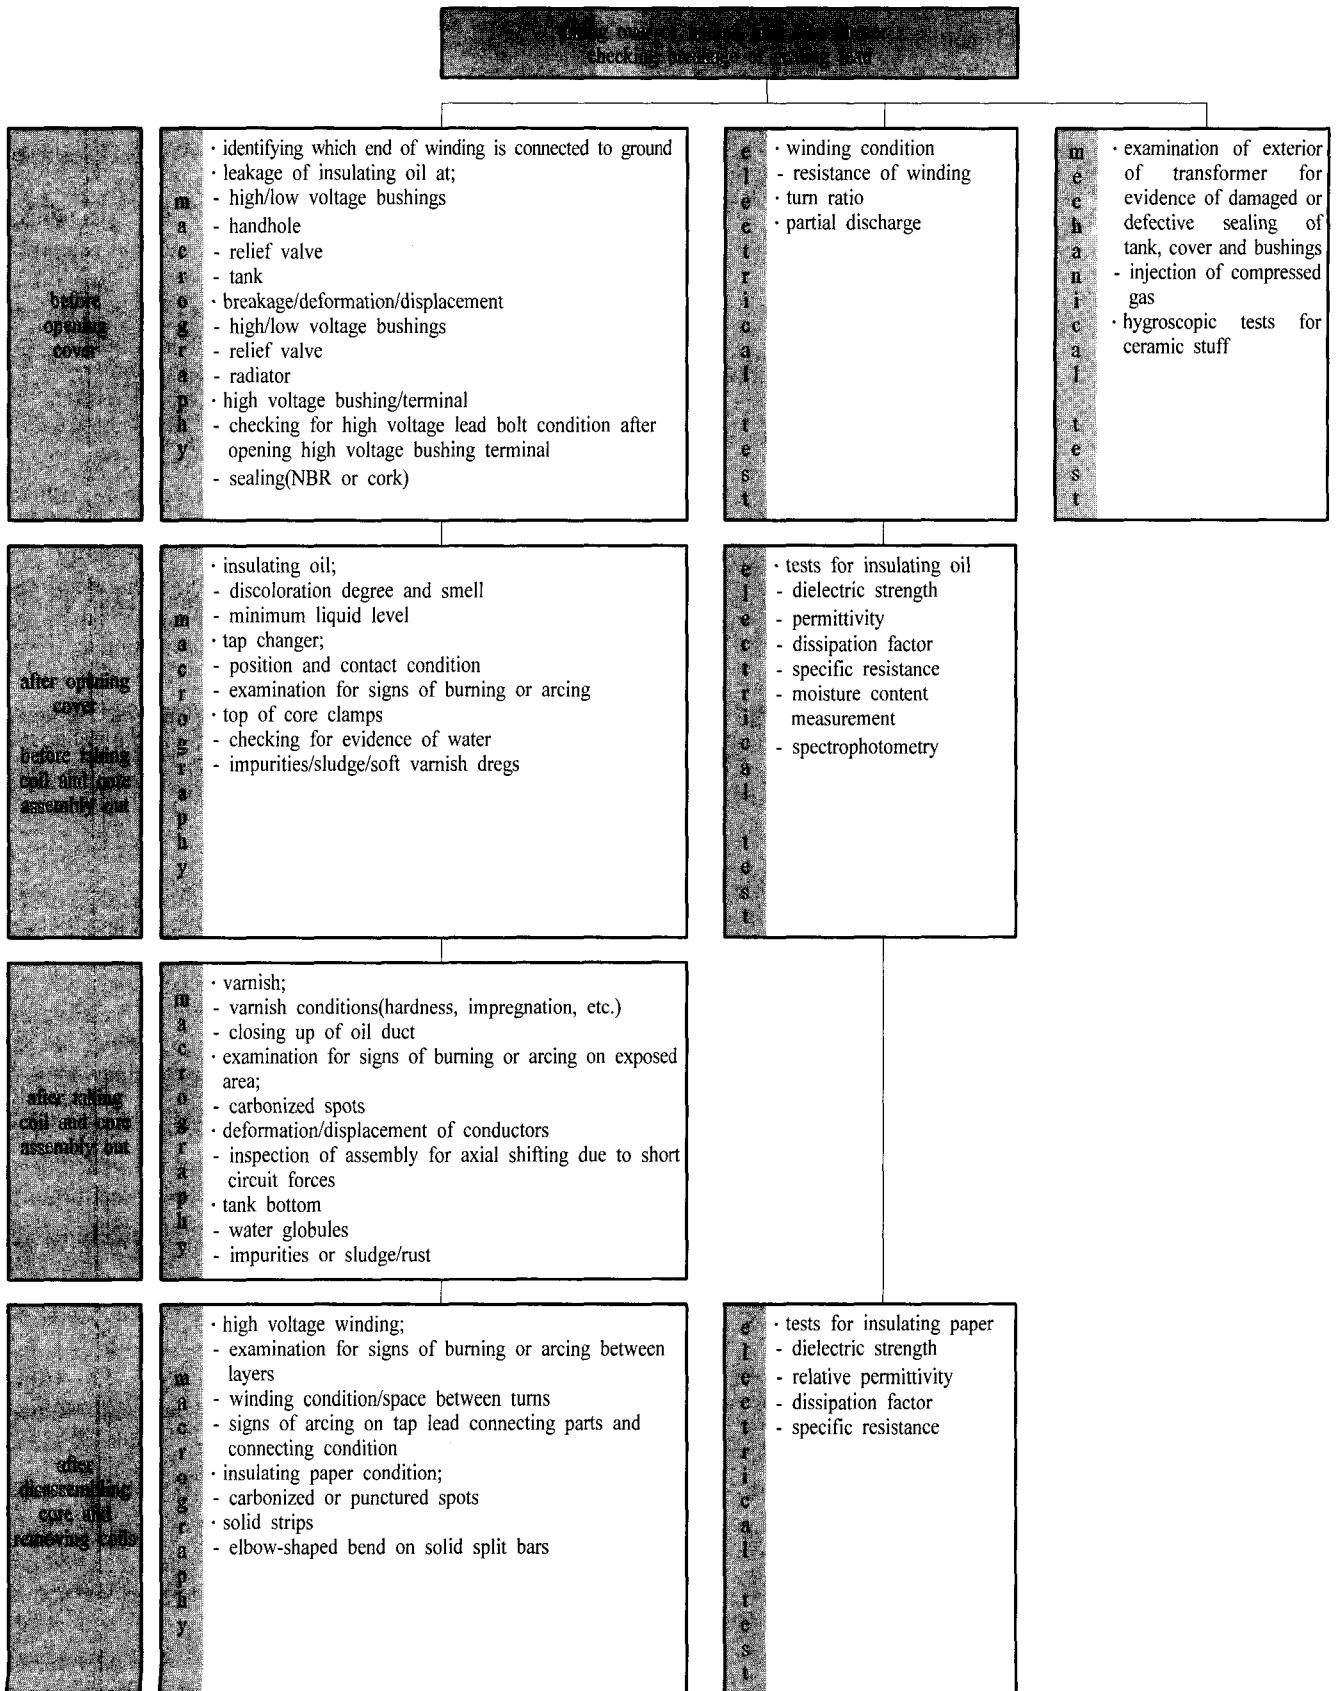 checking breakage of
before
opening
cover
macrography
· identifying which end of winding is connected to ground
· leakage of insulating oil at;
- high/low voltage bushings
- handhole
- relief valve
- tank
· breakage/deformation/displacement
- high/low voltage bushings
- relief valve
- radiator
· high voltage bushing/terminal
- checking for high voltage lead bolt condition after
opening high voltage bushing terminal
- sealing(NBR or cork)
electrical test
· winding condition
- resistance of winding
· turn ratio
· partial discharge
mechanical test
· examination of exterior
of transformer for
evidence of damaged or
defective sealing of
tank, cover and bushings
- injection of compressed
gas
· hygroscopic tests for
ceramic stuff
after opening
cover
before taking
coil and core
assembly out
macrography
· insulating oil;
- discoloration degree and smell
- minimum liquid level
· tap changer;
- position and contact condition
- examination for signs of burning or arcing
· top of core clamps
- checking for evidence of water
- impurities/sludge/soft varnish dregs
electrical test
· tests for insulating oil
- dielectric strength
- permittivity
- dissipation factor
- specific resistance
- moisture content
measurement
- spectrophotometry
after taking
coil and core
assembly out
macrography
· varnish;
- varnish conditions(hardness, impregnation, etc.)
- closing up of oil duct
· examination for signs of burning or arcing on exposed
area;
- carbonized spots
· deformation/displacement of conductors
- inspection of assembly for axial shifting due to short
circuit forces
· tank bottom
- water globules
- impurities or sludge/rust
after
disassembling
core and
removing coils
macrography
· high voltage winding;
- examination for signs of burning or arcing between
layers
- winding condition/space between turns
- signs of arcing on tap lead connecting parts and
connecting condition
· insulating paper condition;
- carbonized or punctured spots
· solid strips
- elbow-shaped bend on solid split bars
electrical test
· tests for insulating paper
- dielectric strength
- relative permittivity
- dissipation factor
- specific resistance